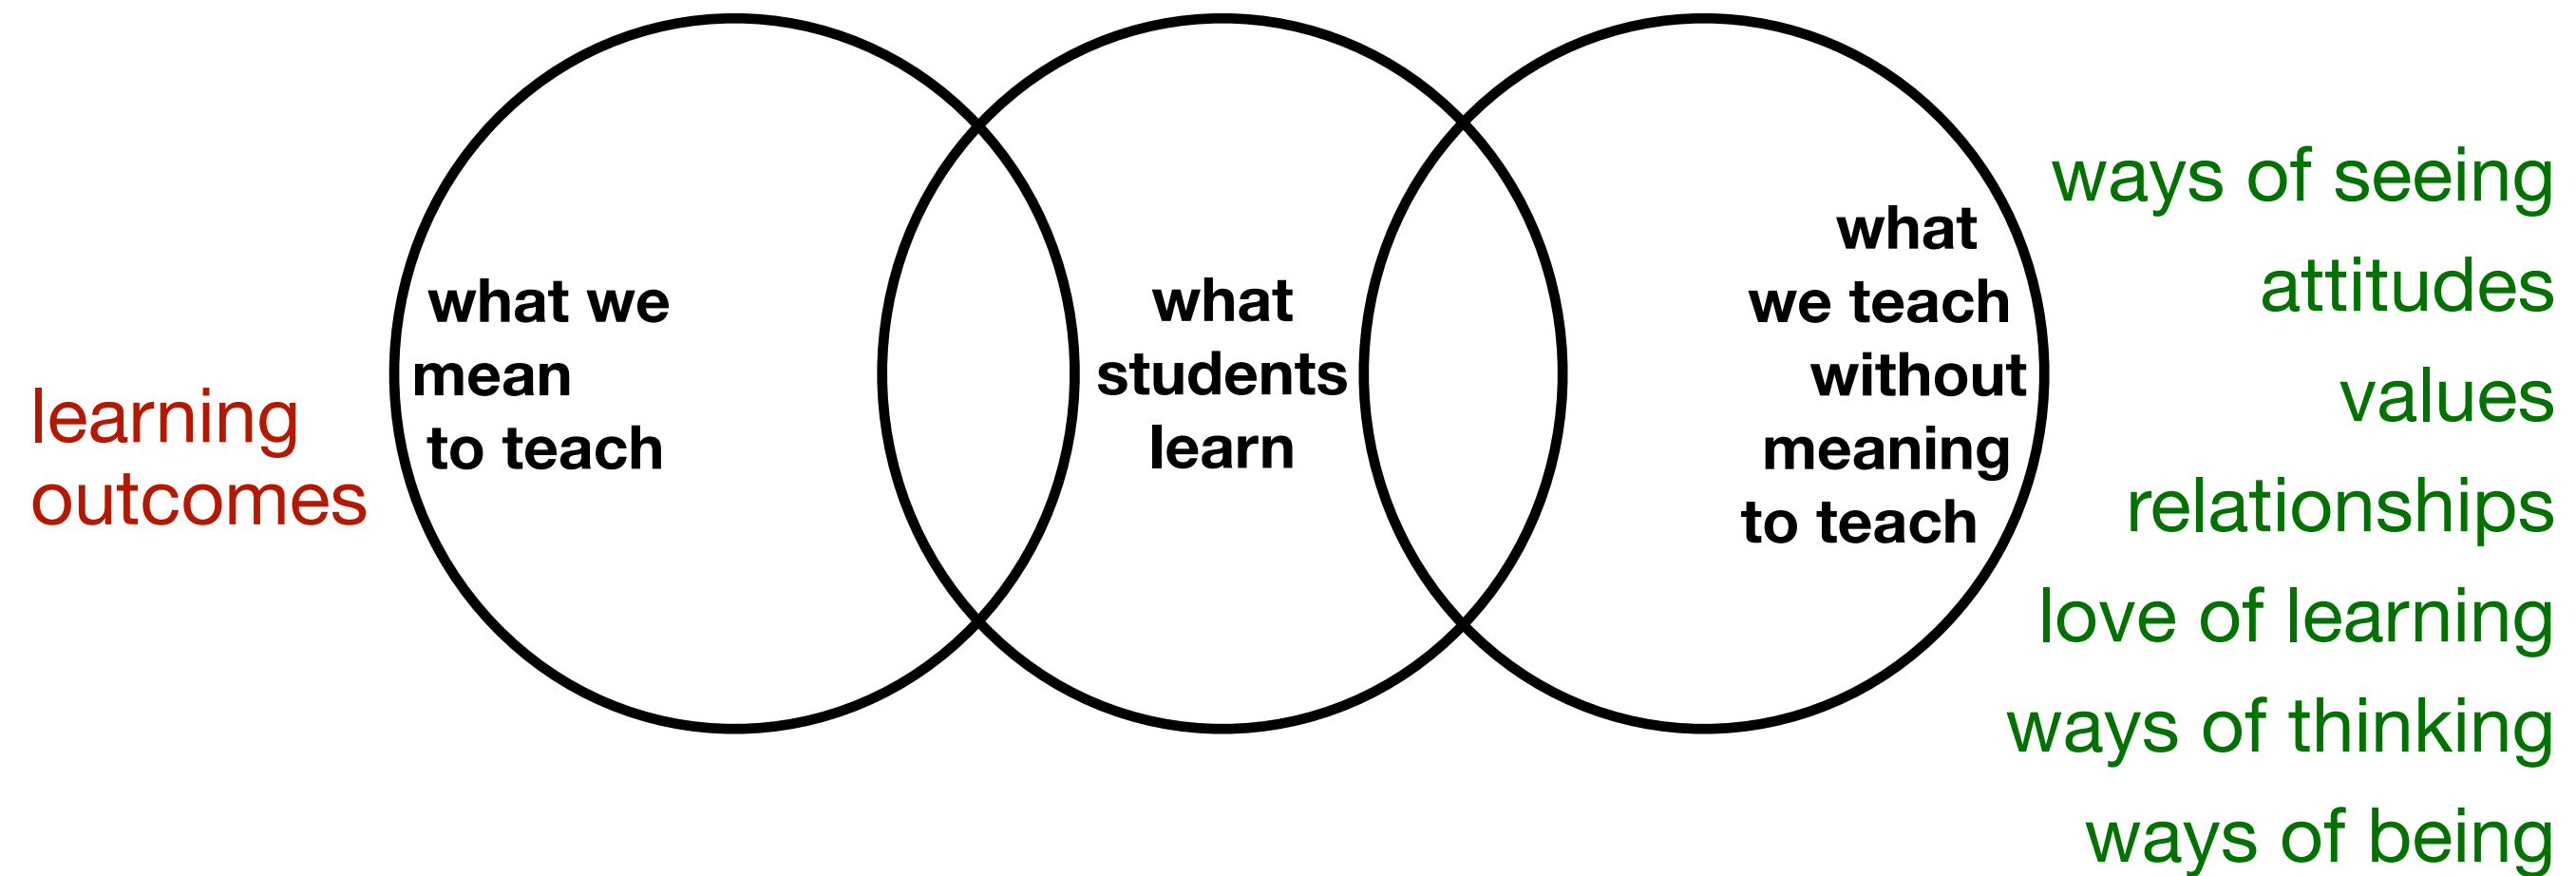 learning
outcomes
what we
mean
to teach
what
students
learn
what
we teach
without
meaning
to teach
ways of seeing
attitudes
values
relationships
love of learning
ways of thinking
ways of being